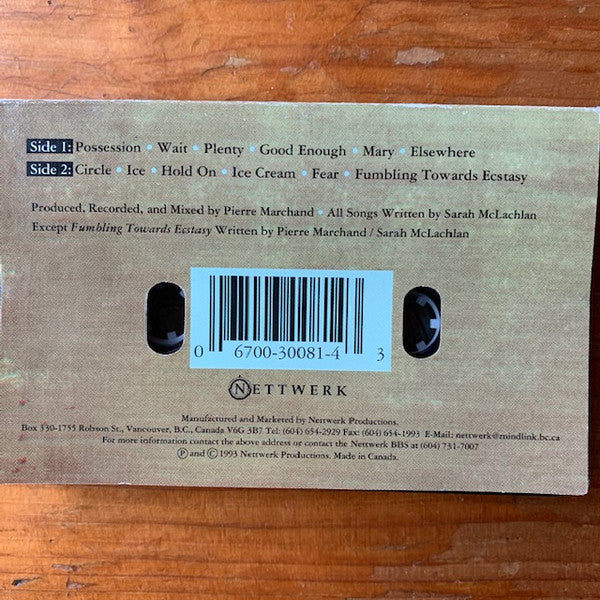 Side 1: Possession • Wait • Plenty • Good Enough • Mary • Elsewhere
Side 2: Circle • Ice • Hold On • Ice Cream • Fear • Fumbling Towards Ecstasy
Produced, Recorded, and Mixed by Pierre Marchand • All Songs Written by Sarah McLachlan
Except Fumbling Towards Ecstasy Written by Pierre Marchand / Sarah McLachlan
0 6700-30081-4 3
NETTWERK
Manufactured and Marketed by Nettwerk Productions.
Box 330-1755 Robson St., Vancouver, B.C., Canada V6G 3B7 Tel: (604) 654-2929 Fax: (604) 654-1993 E-Mail: nettwerk@mindlink.bc.ca
For more information contact the above address or contact the Nettwerk BBS at (604) 731-7007
Ⓟ and Ⓒ 1993 Nettwerk Productions. Made in Canada.